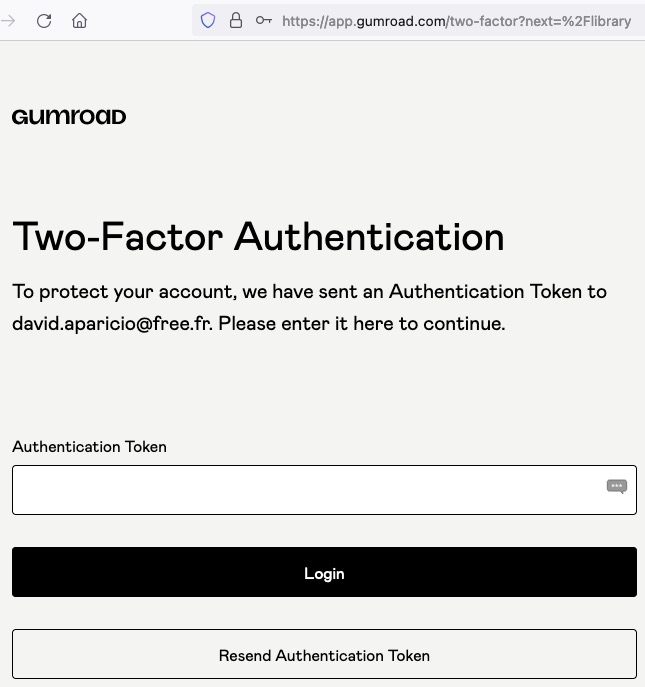 https://app.gumroad.com/two-factor?next=%2Flibrary
GUMROAD
Two-Factor Authentication
To protect your account, we have sent an Authentication Token to
david.aparicio@free.fr. Please enter it here to continue.
Authentication Token
Login
Resend Authentication Token